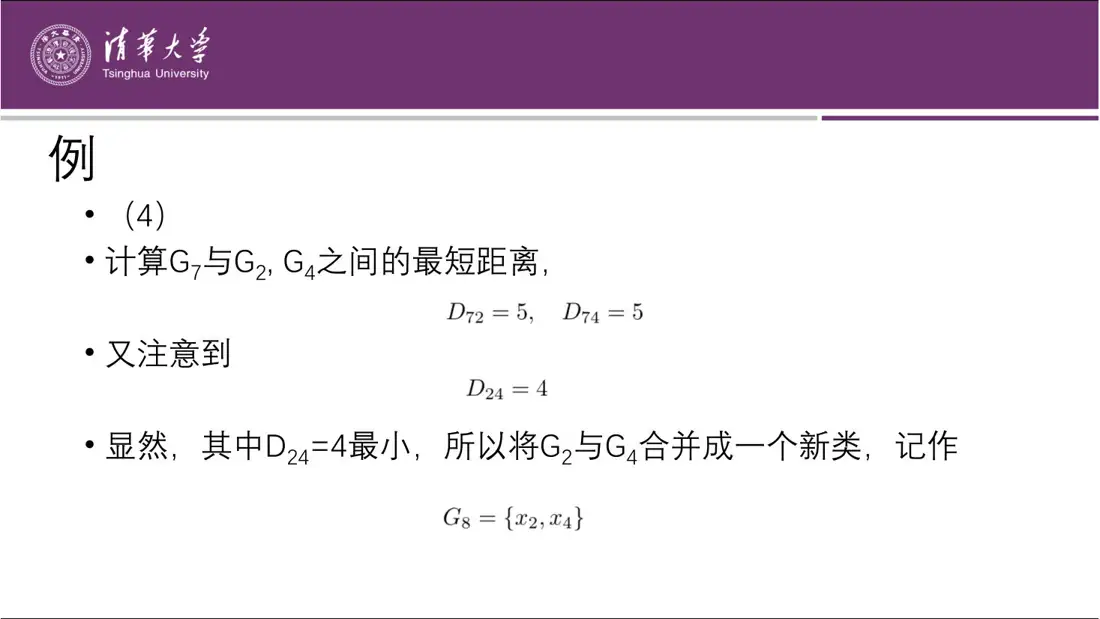 清華大学
Tsinghua University
例
• （4）
• 计算G₇与G₂, G₄之间的最短距离，
D₇₂ = 5, D₇₄ = 5
• 又注意到
D₂₄ = 4
• 显然，其中D₂₄=4最小，所以将G₂与G₄合并成一个新类，记作
G₈ = {x₂, x₄}